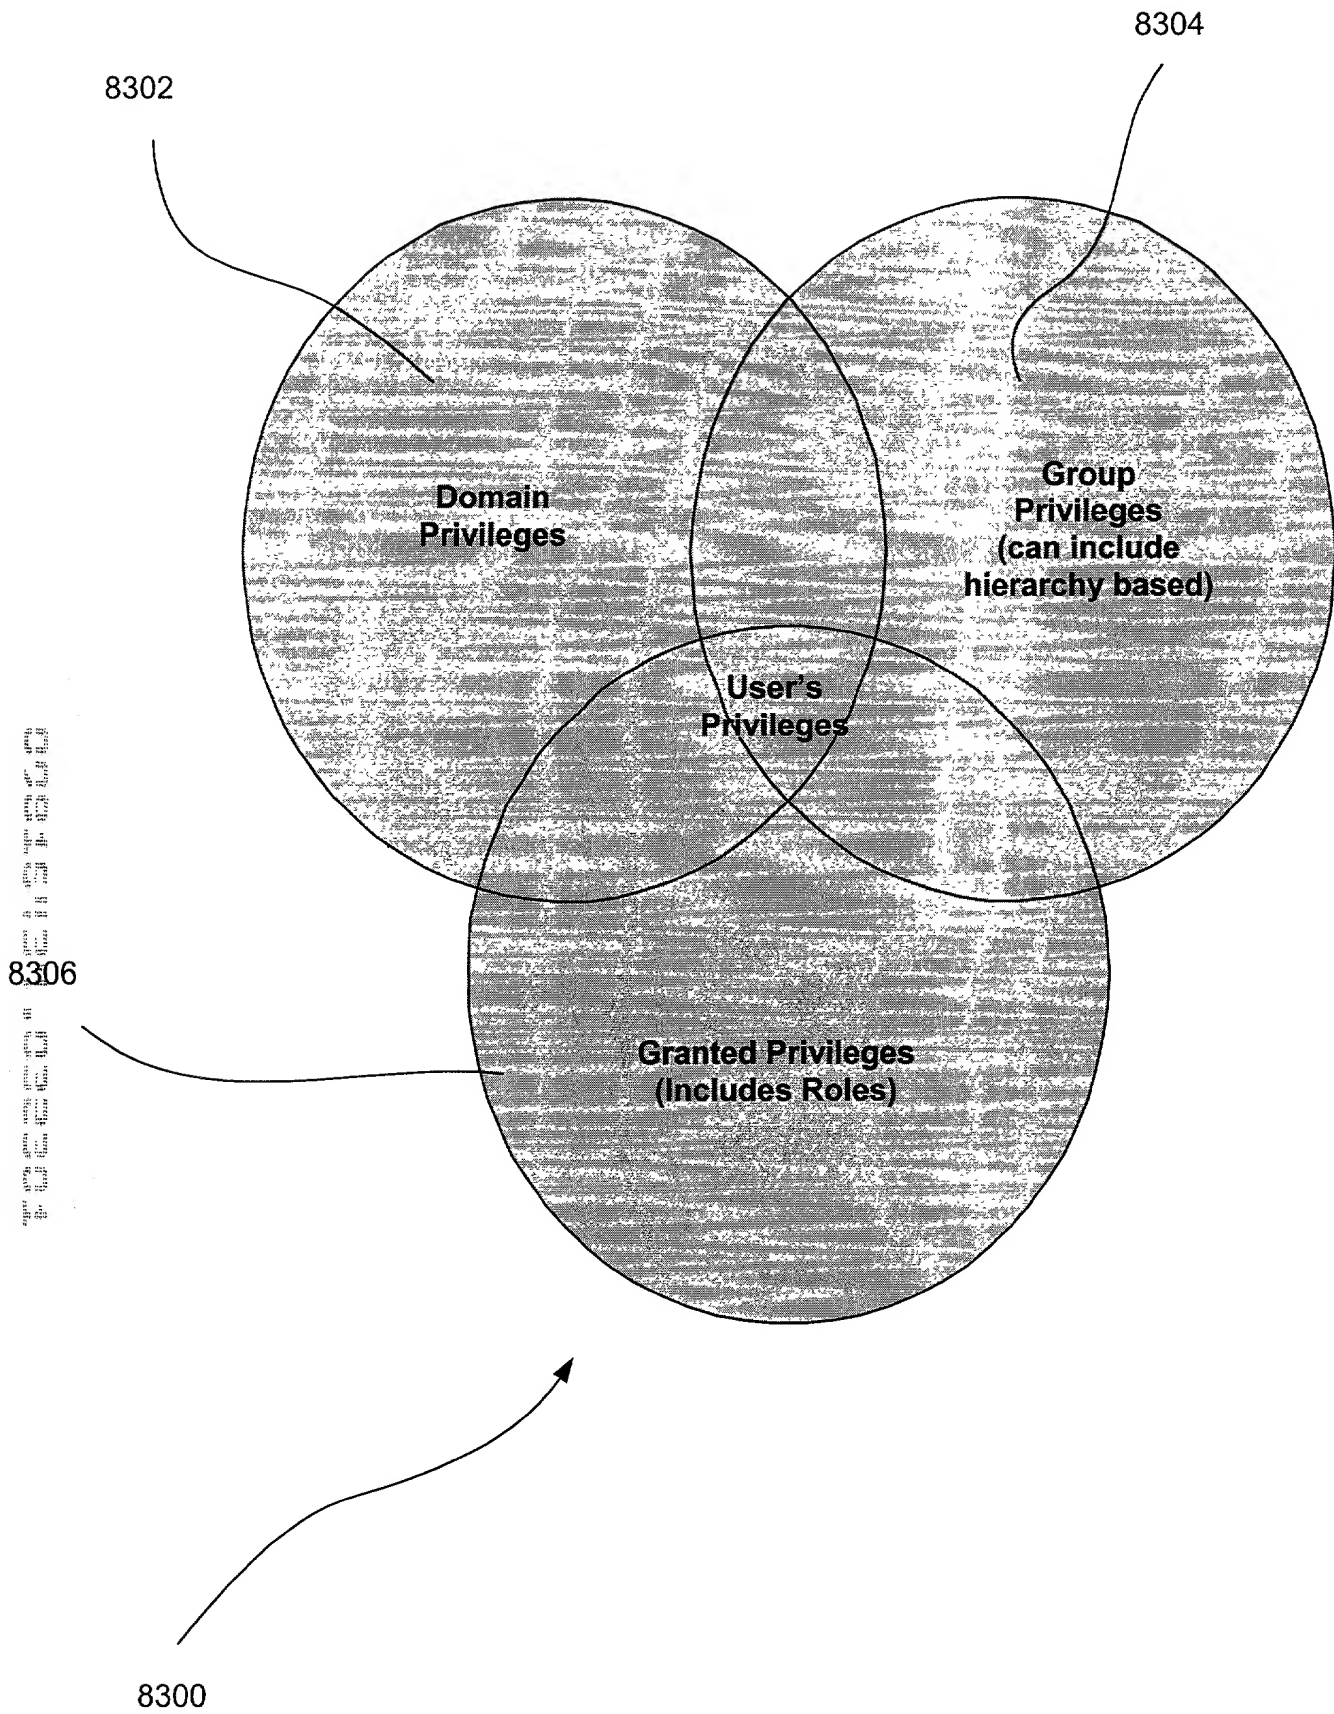 8304
8302
Domain
Privileges
Group
Privileges
(can include
hierarchy based)
User's
Privileges
8306
Granted Privileges
(Includes Roles)
8300